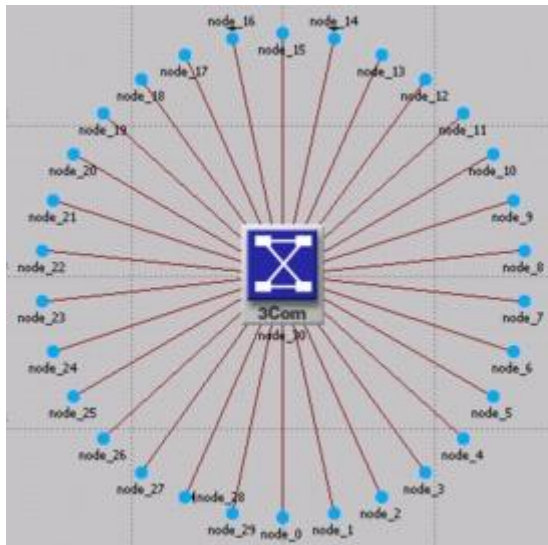 node_16
node_15
node_14
node_17
node_13
node_18
node_12
node_19
node_11
node_20
node_10
node_21
node_9
node_22
node_8
node_23
node_7
3Com
node_30
node_24
node_6
node_25
node_5
node_26
node_4
node_27
node_3
node_28
node_2
node_29
node_0
node_1